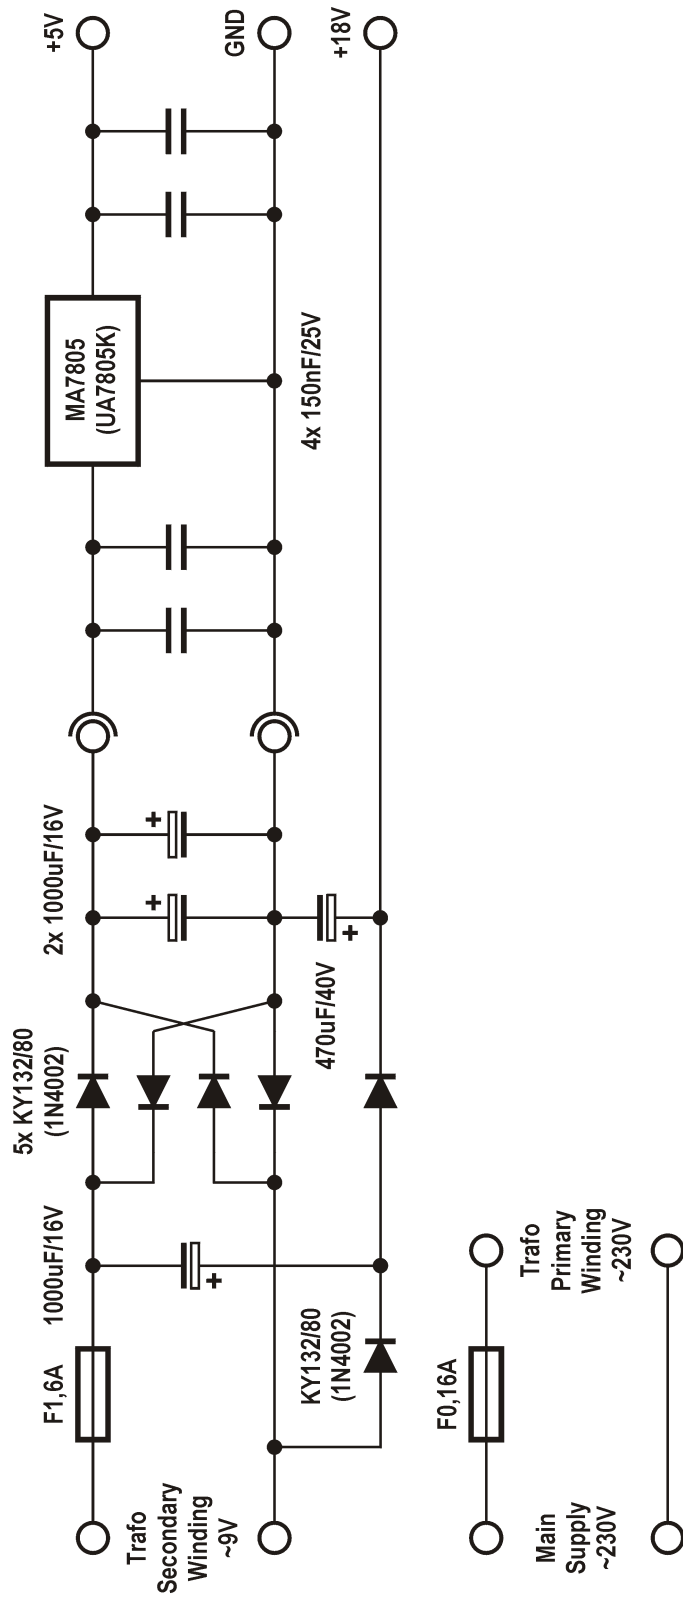 +5V
GND
+18V
MA7805
(UA7805K)
4x 150nF/25V
2x 1000uF/16V
+
+
+
470uF/40V
5x KY132/80
(1N4002)
1000uF/16V
+
KY132/80
(1N4002)
F1,6A
Trafo
Secondary
Winding
~9V
Trafo
Primary
Winding
~230V
F0,16A
Main
Supply
~230V